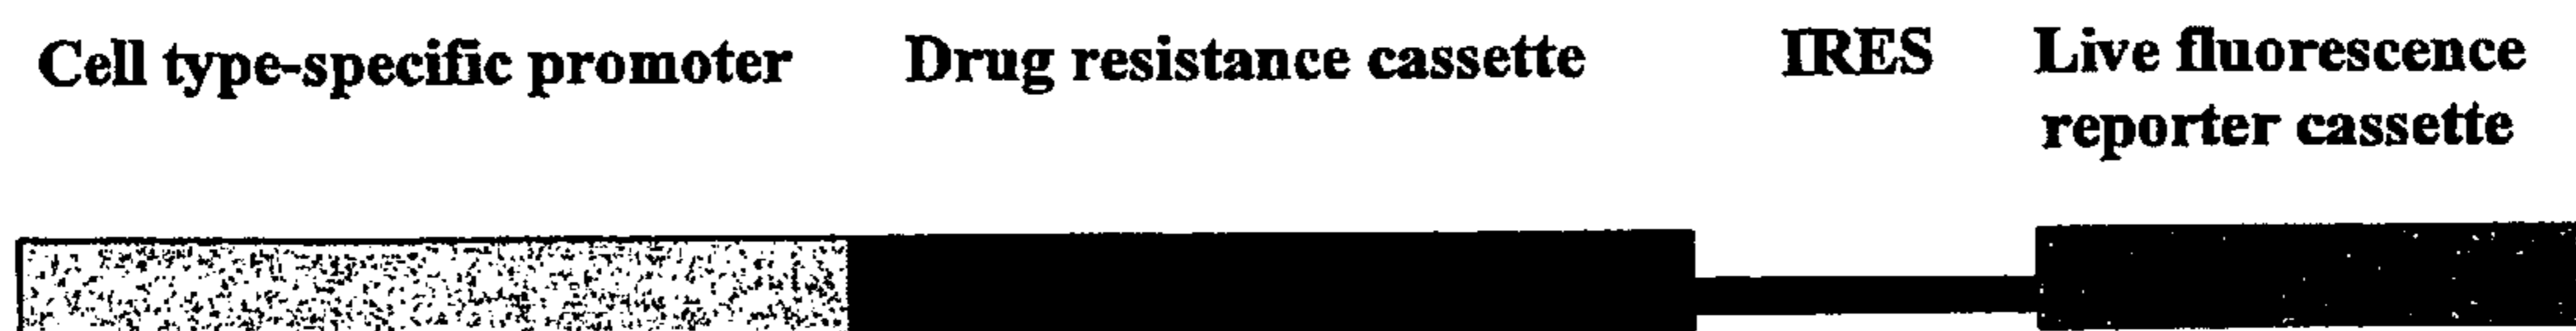 Cell type-specific promoter Drug resistance cassette IRES Live fluorescence
reporter cassette